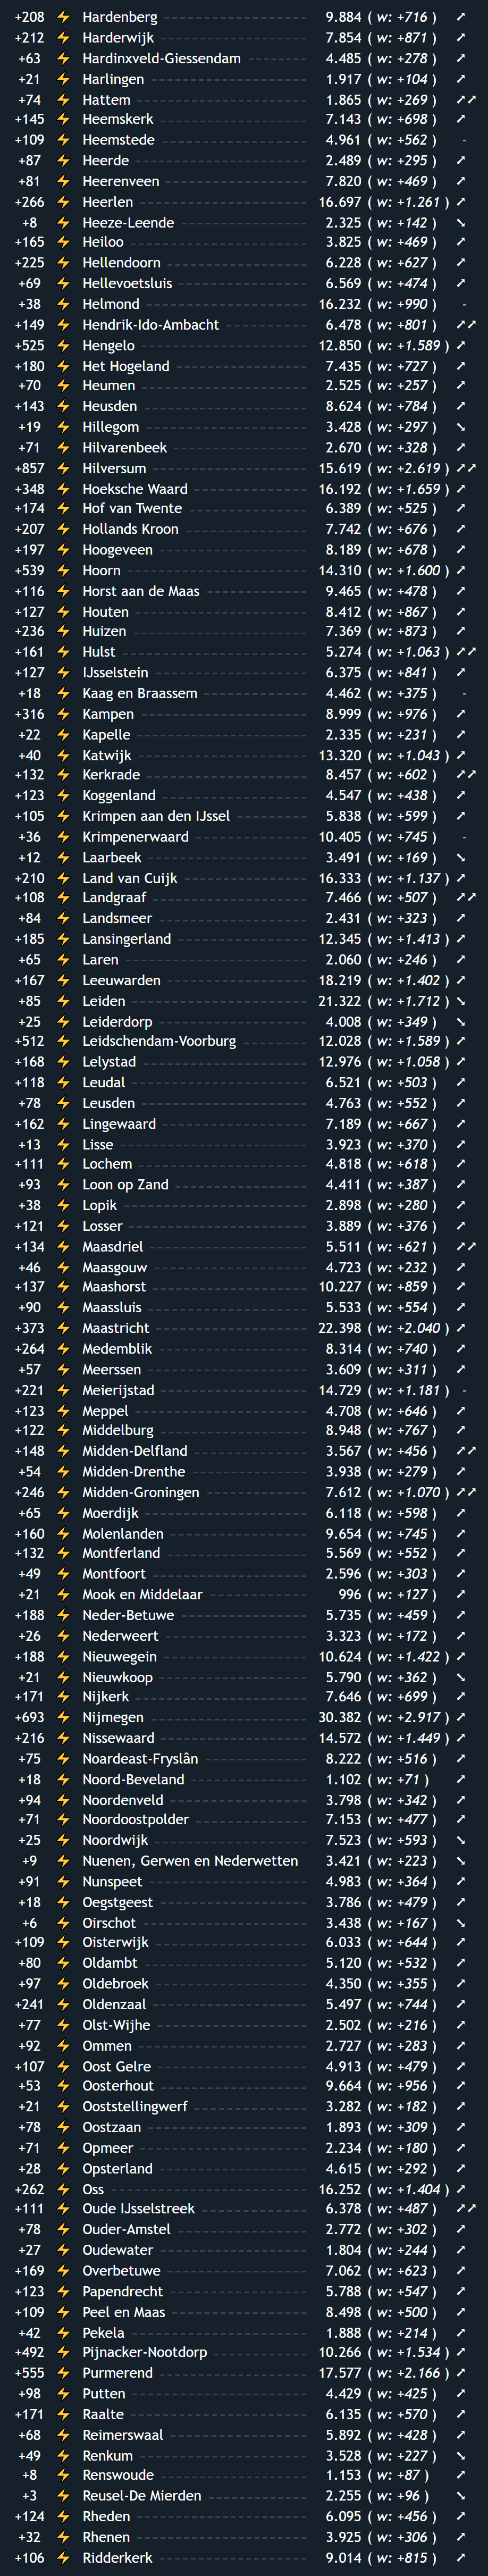 +208 ⚡ Hardenberg 9.884 ( w: +716 ) ➚
+212 ⚡ Harderwijk 7.854 ( w: +871 ) ➚
+63 ⚡ Hardinxveld-Giessendam 4.485 ( w: +278 ) ➚
+21 ⚡ Harlingen 1.917 ( w: +104 ) ➚
+74 ⚡ Hattem 1.865 ( w: +269 ) ➚➚
+145 ⚡ Heemskerk 7.143 ( w: +698 ) ➚
+109 ⚡ Heemstede 4.961 ( w: +562 ) -
+87 ⚡ Heerde 2.489 ( w: +295 ) ➚
+81 ⚡ Heerenveen 7.820 ( w: +469 ) ➚
+266 ⚡ Heerlen 16.697 ( w: +1.261 ) ➚
+8 ⚡ Heeze-Leende 2.325 ( w: +142 ) ➘
+165 ⚡ Heiloo 3.825 ( w: +469 ) ➚
+225 ⚡ Hellendoorn 6.228 ( w: +627 ) ➚
+69 ⚡ Hellevoetsluis 6.569 ( w: +474 ) ➚
+38 ⚡ Helmond 16.232 ( w: +990 ) -
+149 ⚡ Hendrik-Ido-Ambacht 6.478 ( w: +801 ) ➚➚
+525 ⚡ Hengelo 12.850 ( w: +1.589 ) ➚
+180 ⚡ Het Hogeland 7.435 ( w: +727 ) ➚
+70 ⚡ Heumen 2.525 ( w: +257 ) ➚
+143 ⚡ Heusden 8.624 ( w: +784 ) ➚
+19 ⚡ Hillegom 3.428 ( w: +297 ) ➘
+71 ⚡ Hilvarenbeek 2.670 ( w: +328 ) ➚
+857 ⚡ Hilversum 15.619 ( w: +2.619 ) ➚➚
+348 ⚡ Hoeksche Waard 16.192 ( w: +1.659 ) ➚
+174 ⚡ Hof van Twente 6.389 ( w: +525 ) ➚
+207 ⚡ Hollands Kroon 7.742 ( w: +676 ) ➚
+197 ⚡ Hoogeveen 8.189 ( w: +678 ) ➚
+539 ⚡ Hoorn 14.310 ( w: +1.600 ) ➚
+116 ⚡ Horst aan de Maas 9.465 ( w: +478 ) ➚
+127 ⚡ Houten 8.412 ( w: +867 ) ➚
+236 ⚡ Huizen 7.369 ( w: +873 ) ➚
+161 ⚡ Hulst 5.274 ( w: +1.063 ) ➚➚
+127 ⚡ IJsselstein 6.375 ( w: +841 ) ➚
+18 ⚡ Kaag en Braassem 4.462 ( w: +375 ) -
+316 ⚡ Kampen 8.999 ( w: +976 ) ➚
+22 ⚡ Kapelle 2.335 ( w: +231 ) ➚
+40 ⚡ Katwijk 13.320 ( w: +1.043 ) ➚
+132 ⚡ Kerkrade 8.457 ( w: +602 ) ➚➚
+123 ⚡ Koggenland 4.547 ( w: +438 ) ➚
+105 ⚡ Krimpen aan den IJssel 5.838 ( w: +599 ) ➚
+36 ⚡ Krimpenerwaard 10.405 ( w: +745 ) -
+12 ⚡ Laarbeek 3.491 ( w: +169 ) ➘
+210 ⚡ Land van Cuijk 16.333 ( w: +1.137 ) ➚
+108 ⚡ Landgraaf 7.466 ( w: +507 ) ➚➚
+84 ⚡ Landsmeer 2.431 ( w: +323 ) ➚
+185 ⚡ Lansingerland 12.345 ( w: +1.413 ) ➚
+65 ⚡ Laren 2.060 ( w: +246 ) ➚
+167 ⚡ Leeuwarden 18.219 ( w: +1.402 ) ➚
+85 ⚡ Leiden 21.322 ( w: +1.712 ) ➘
+25 ⚡ Leiderdorp 4.008 ( w: +349 ) ➘
+512 ⚡ Leidschendam-Voorburg 12.028 ( w: +1.589 ) ➚
+168 ⚡ Lelystad 12.976 ( w: +1.058 ) ➚
+118 ⚡ Leudal 6.521 ( w: +503 ) ➚
+78 ⚡ Leusden 4.763 ( w: +552 ) ➚
+162 ⚡ Lingewaard 7.189 ( w: +667 ) ➚
+13 ⚡ Lisse 3.923 ( w: +370 ) ➚
+111 ⚡ Lochem 4.818 ( w: +618 ) ➚
+93 ⚡ Loon op Zand 4.411 ( w: +387 ) ➚
+38 ⚡ Lopik 2.898 ( w: +280 ) ➚
+121 ⚡ Losser 3.889 ( w: +376 ) ➚
+134 ⚡ Maasdriel 5.511 ( w: +621 ) ➚➚
+46 ⚡ Maasgouw 4.723 ( w: +232 ) ➚
+137 ⚡ Maashorst 10.227 ( w: +859 ) ➚
+90 ⚡ Maassluis 5.533 ( w: +554 ) ➚
+373 ⚡ Maastricht 22.398 ( w: +2.040 ) ➚
+264 ⚡ Medemblik 8.314 ( w: +740 ) ➚
+57 ⚡ Meerssen 3.609 ( w: +311 ) ➚
+221 ⚡ Meierijstad 14.729 ( w: +1.181 ) -
+123 ⚡ Meppel 4.708 ( w: +646 ) ➚
+122 ⚡ Middelburg 8.948 ( w: +767 ) ➚
+148 ⚡ Midden-Delfland 3.567 ( w: +456 ) ➚➚
+54 ⚡ Midden-Drenthe 3.938 ( w: +279 ) ➚
+246 ⚡ Midden-Groningen 7.612 ( w: +1.070 ) ➚➚
+65 ⚡ Moerdijk 6.118 ( w: +598 ) ➚
+160 ⚡ Molenlanden 9.654 ( w: +745 ) ➚
+132 ⚡ Montferland 5.569 ( w: +552 ) ➚
+49 ⚡ Montfoort 2.596 ( w: +303 ) ➚
+21 ⚡ Mook en Middelaar 996 ( w: +127 ) ➚
+188 ⚡ Neder-Betuwe 5.735 ( w: +459 ) ➚
+26 ⚡ Nederweert 3.323 ( w: +172 ) ➚
+188 ⚡ Nieuwegein 10.624 ( w: +1.422 ) ➚
+21 ⚡ Nieuwkoop 5.790 ( w: +362 ) ➘
+171 ⚡ Nijkerk 7.646 ( w: +699 ) ➚
+693 ⚡ Nijmegen 30.382 ( w: +2.917 ) ➚
+216 ⚡ Nissewaard 14.572 ( w: +1.449 ) ➚
+75 ⚡ Noardeast-Fryslân 8.222 ( w: +516 ) ➚
+18 ⚡ Noord-Beveland 1.102 ( w: +71 ) ➚
+94 ⚡ Noordenveld 3.798 ( w: +342 ) ➚
+71 ⚡ Noordoostpolder 7.153 ( w: +477 ) ➚
+25 ⚡ Noordwijk 7.523 ( w: +593 ) ➘
+9 ⚡ Nuenen, Gerwen en Nederwetten 3.421 ( w: +223 ) ➘
+91 ⚡ Nunspeet 4.983 ( w: +364 ) ➚
+18 ⚡ Oegstgeest 3.786 ( w: +479 ) ➚
+6 ⚡ Oirschot 3.438 ( w: +167 ) ➘
+109 ⚡ Oisterwijk 6.033 ( w: +644 ) ➚
+80 ⚡ Oldambt 5.120 ( w: +532 ) ➚
+97 ⚡ Oldebroek 4.350 ( w: +355 ) ➚
+241 ⚡ Oldenzaal 5.497 ( w: +744 ) ➚
+77 ⚡ Olst-Wijhe 2.502 ( w: +216 ) ➚
+92 ⚡ Ommen 2.727 ( w: +283 ) ➚
+107 ⚡ Oost Gelre 4.913 ( w: +479 ) ➚
+53 ⚡ Oosterhout 9.664 ( w: +956 ) ➚
+21 ⚡ Ooststellingwerf 3.282 ( w: +182 ) ➚
+78 ⚡ Oostzaan 1.893 ( w: +309 ) ➚
+71 ⚡ Opmeer 2.234 ( w: +180 ) ➚
+28 ⚡ Opsterland 4.615 ( w: +292 ) ➚
+262 ⚡ Oss 16.252 ( w: +1.404 ) ➚
+111 ⚡ Oude IJsselstreek 6.378 ( w: +487 ) ➚➚
+78 ⚡ Ouder-Amstel 2.772 ( w: +302 ) ➚
+27 ⚡ Oudewater 1.804 ( w: +244 ) ➚
+169 ⚡ Overbetuwe 7.062 ( w: +623 ) ➚
+123 ⚡ Papendrecht 5.788 ( w: +547 ) ➚
+109 ⚡ Peel en Maas 8.498 ( w: +500 ) ➚
+42 ⚡ Pekela 1.888 ( w: +214 ) ➚
+492 ⚡ Pijnacker-Nootdorp 10.266 ( w: +1.534 ) ➚
+555 ⚡ Purmerend 17.577 ( w: +2.166 ) ➚
+98 ⚡ Putten 4.429 ( w: +425 ) ➚
+171 ⚡ Raalte 6.135 ( w: +570 ) ➚
+68 ⚡ Reimerswaal 5.892 ( w: +428 ) ➚
+49 ⚡ Renkum 3.528 ( w: +227 ) ➘
+8 ⚡ Renswoude 1.153 ( w: +87 ) ➚
+3 ⚡ Reusel-De Mierden 2.255 ( w: +96 ) ➘
+124 ⚡ Rheden 6.095 ( w: +456 ) ➚
+32 ⚡ Rhenen 3.925 ( w: +306 ) ➚
+106 ⚡ Ridderkerk 9.014 ( w: +815 ) ➚